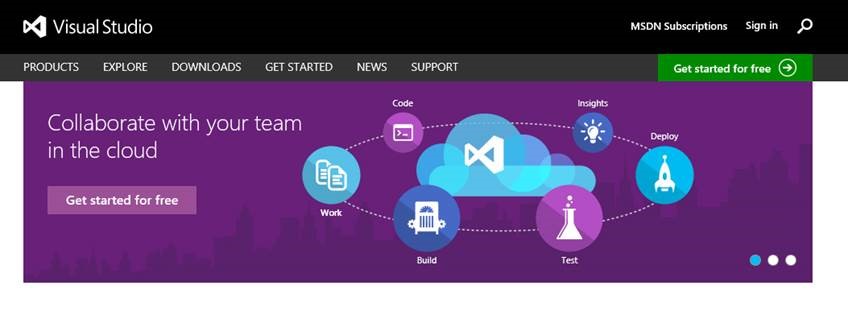 Visual Studio
MSDN Subscriptions Sign in
PRODUCTS EXPLORE DOWNLOADS GET STARTED NEWS SUPPORT
Get started for free
Collaborate with your team
in the cloud
Get started for free
Code
Insights
Deploy
Work
Build
Test